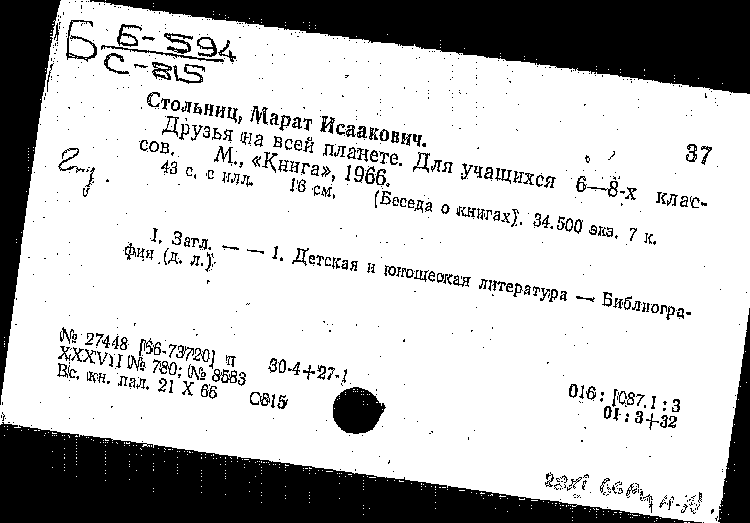 Б Б-594
С-815
Стольниц, Марат Исаакович.
37
Друзья на всей планете. Для учащихся 6—8-х клас-
сов. М., «Книга», 1966.
43 с. с илл. 16 см. (Беседа о книгах). 34.500 экз. 7 к.
I. Загл. — — 1. Детская и юношеская литература — Библиогра-
фия (д. л.)
№ 27448 [66-73720] п 30-4+27-1
XXXVII № 780; № 8583
Вс. кн. пал. 21 X 66 С815
016 : [087.1 : 3
01 : 3+32